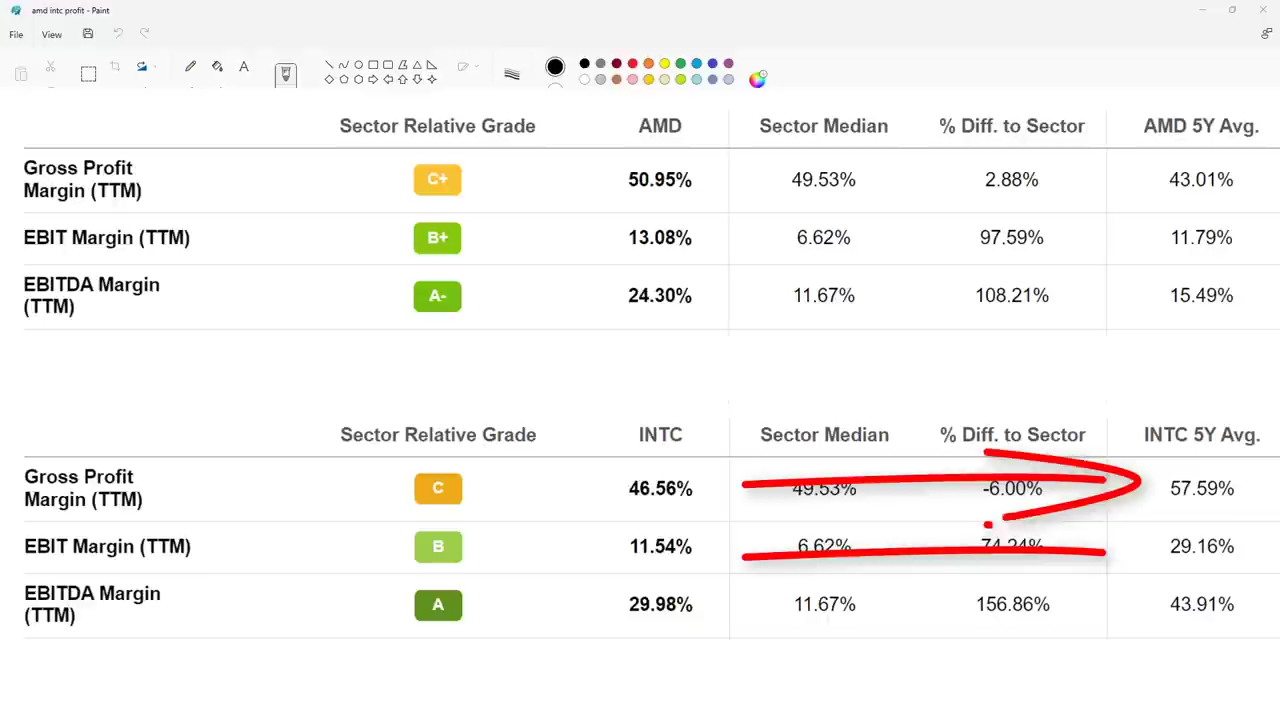 amd intc profit - Paint
File View
Sector Relative Grade AMD Sector Median % Diff. to Sector AMD 5Y Avg.
Gross Profit
Margin (TTM) C+ 50.95% 49.53% 2.88% 43.01%
EBIT Margin (TTM) B+ 13.08% 6.62% 97.59% 11.79%
EBITDA Margin
(TTM) A- 24.30% 11.67% 108.21% 15.49%
Sector Relative Grade INTC Sector Median % Diff. to Sector INTC 5Y Avg.
Gross Profit
Margin (TTM) C 46.56% 49.53% -6.00% 57.59%
EBIT Margin (TTM) B 11.54% 6.62% 74.24% 29.16%
EBITDA Margin
(TTM) A 29.98% 11.67% 156.86% 43.91%